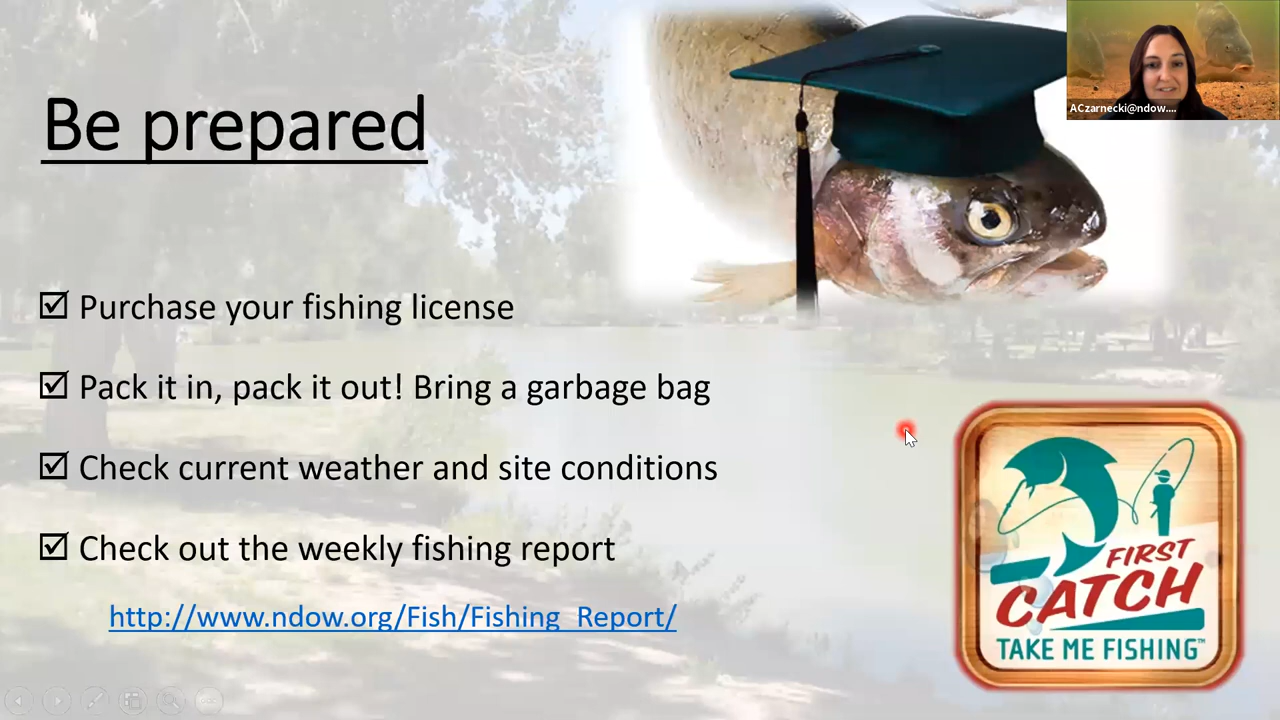 ACzarnecki@ndow....
Be prepared
☑ Purchase your fishing license
☑ Pack it in, pack it out! Bring a garbage bag
☑ Check current weather and site conditions
☑ Check out the weekly fishing report
http://www.ndow.org/Fish/Fishing_Report/
FIRST
CATCH
TAKE ME FISHING™